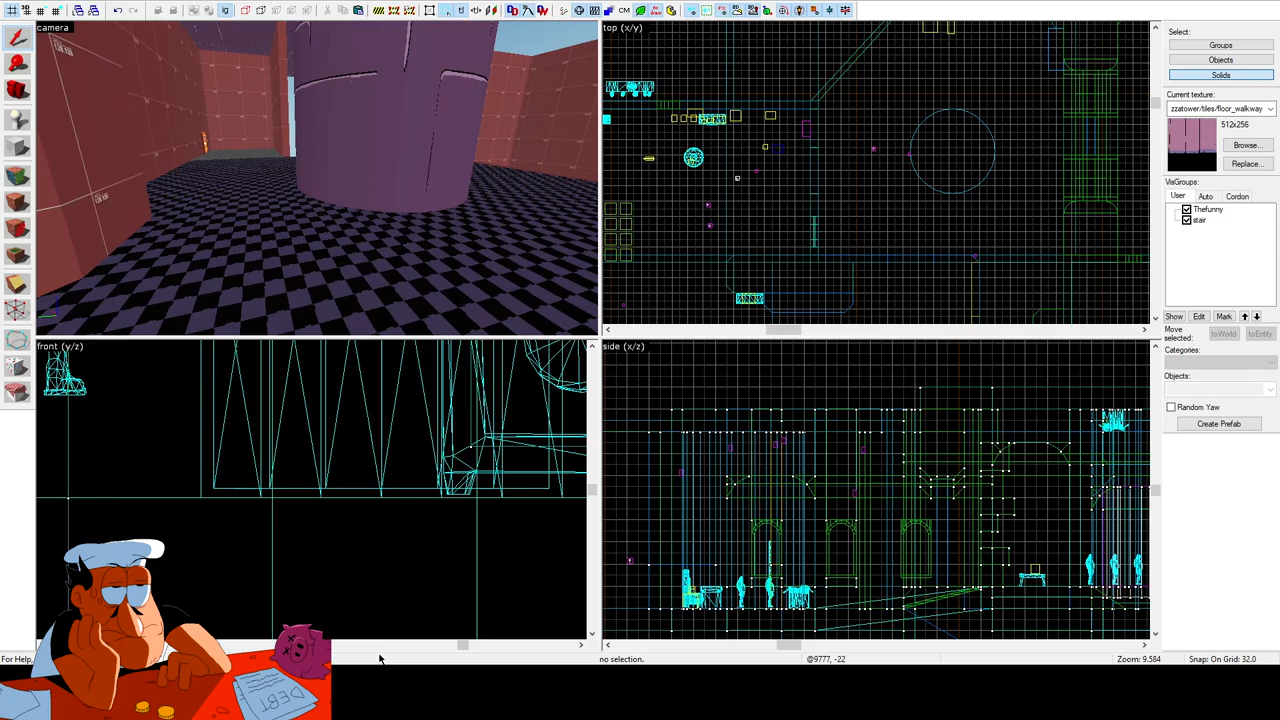 CM
camera
top (x/y)
front (y/z)
side (x/z)
Select:
Groups
Objects
Solids
Current texture:
zzatower/tiles/floor_walkway
512x256
Browse...
Replace...
VisGroups:
User
Auto
Cordon
Thefunny
stair
Show
Edit
Mark
Move
selected:
toWorld
toEntity
Categories:
Objects:
Random Yaw
Create Prefab
For Help,
no selection.
@9777, -22
Zoom: 9.584
Snap: On Grid: 32.0
DEBT